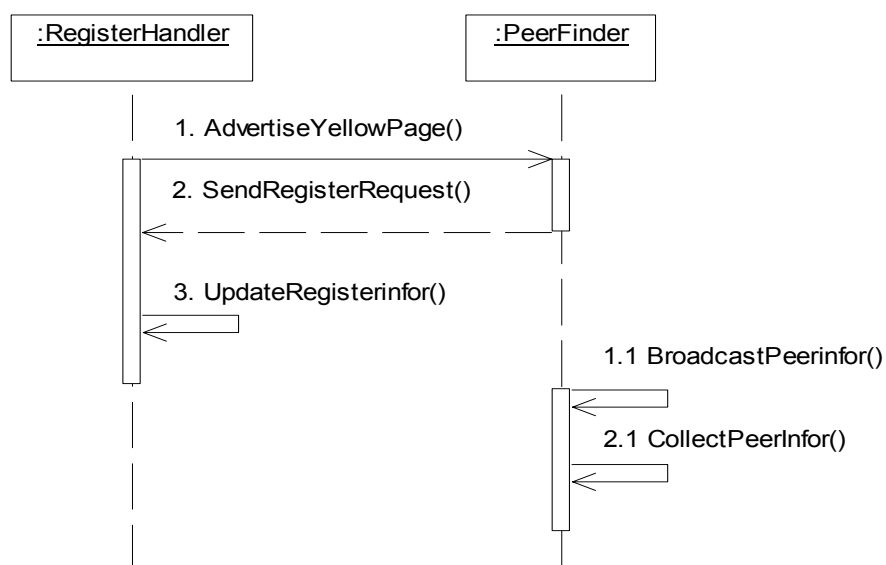 :RegisterHandler
:PeerFinder
1. AdvertiseYellowPage()
2. SendRegisterRequest()
3. UpdateRegisterinfor()
1.1 BroadcastPeerinfor()
2.1 CollectPeerInfor()